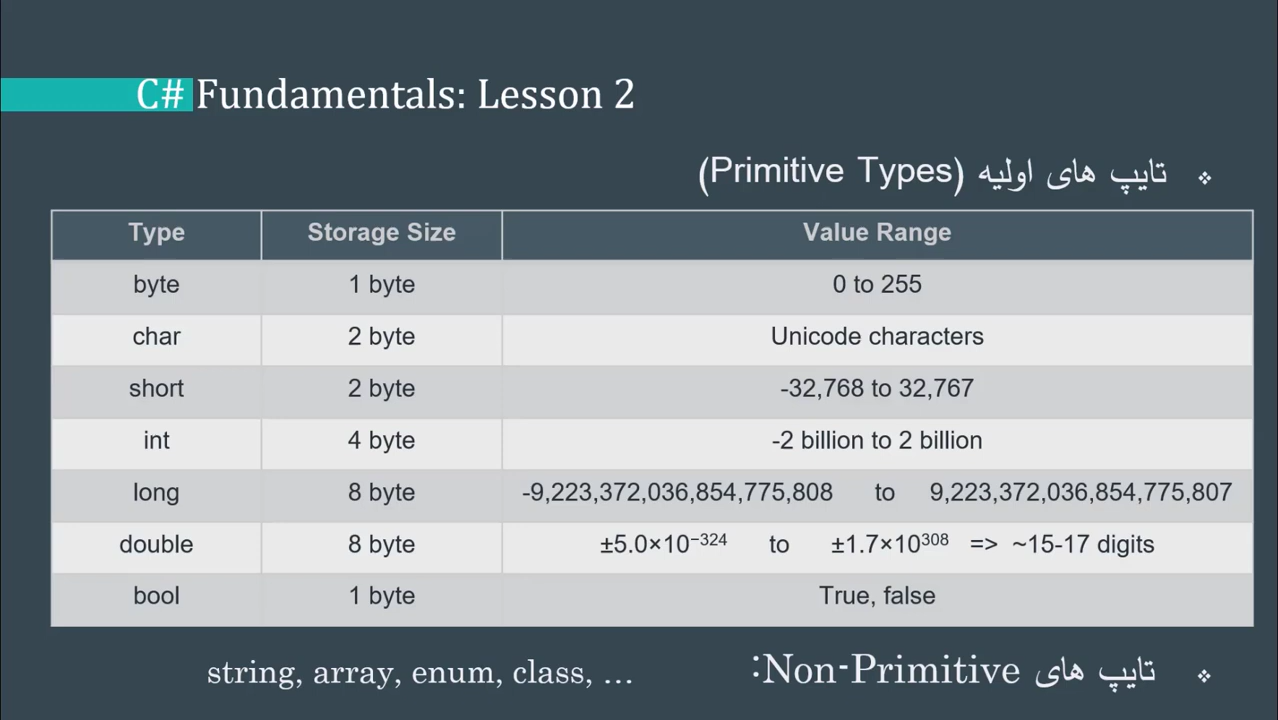 C# Fundamentals: Lesson 2
❖ تایپ های اولیه (Primitive Types)
Type Storage Size Value Range
byte 1 byte 0 to 255
char 2 byte Unicode characters
short 2 byte -32,768 to 32,767
int 4 byte -2 billion to 2 billion
long 8 byte -9,223,372,036,854,775,808 to 9,223,372,036,854,775,807
double 8 byte ±5.0×10⁻³²⁴ to ±1.7×10³⁰⁸ => ~15-17 digits
bool 1 byte True, false
❖ تایپ های Non-Primitive: string, array, enum, class, …